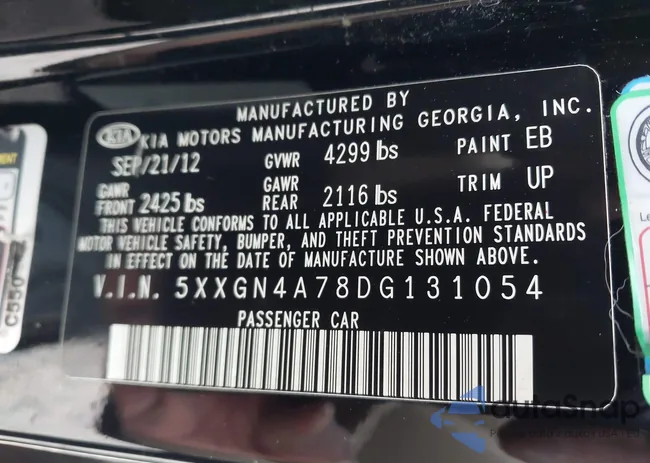 MANUFACTURED BY
KIA KIA MOTORS MANUFACTURING GEORGIA, INC.
SEP/21/12 GVWR 4299 lbs PAINT EB
GAWR FRONT 2425 lbs GAWR REAR 2116 lbs TRIM UP
THIS VEHICLE CONFORMS TO ALL APPLICABLE U.S.A. FEDERAL
MOTOR VEHICLE SAFETY, BUMPER, AND THEFT PREVENTION STANDARDS
IN EFFECT ON THE DATE OF MANUFACTURE SHOWN ABOVE.
V.I.N. 5XXGN4A78DG131054
PASSENGER CAR
C550
autoSnap